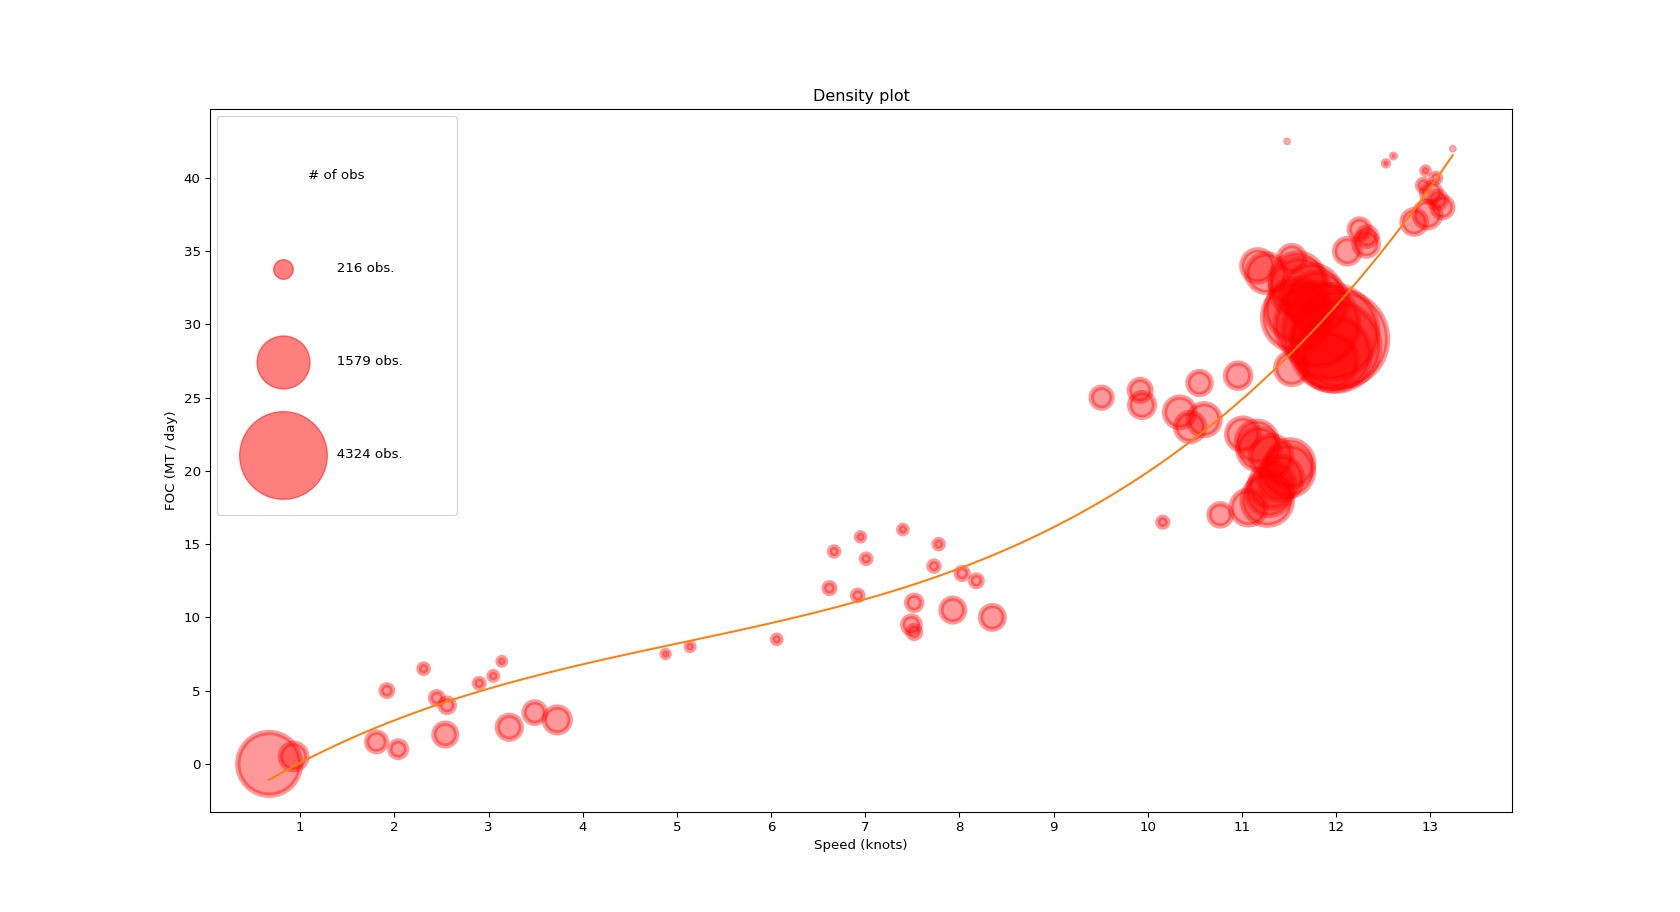 Density plot
# of obs
216 obs.
1579 obs.
4324 obs.
FOC (MT / day)
40
35
30
25
20
15
10
5
0
1 2 3 4 5 6 7 8 9 10 11 12 13
Speed (knots)